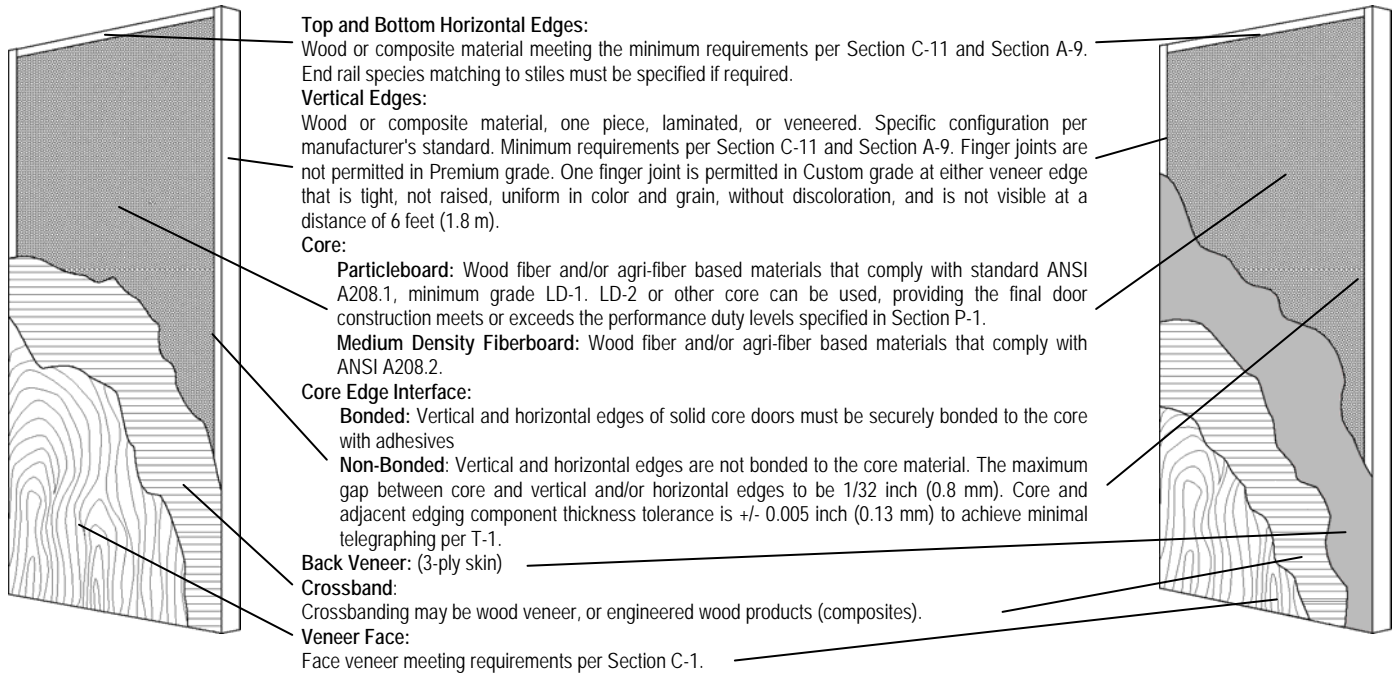 Top and Bottom Horizontal Edges:
Wood or composite material meeting the minimum requirements per Section C-11 and Section A-9.
End rail species matching to stiles must be specified if required.
Vertical Edges:
Wood or composite material, one piece, laminated, or veneered. Specific configuration per
manufacturer's standard. Minimum requirements per Section C-11 and Section A-9. Finger joints are
not permitted in Premium grade. One finger joint is permitted in Custom grade at either veneer edge
that is tight, not raised, uniform in color and grain, without discoloration, and is not visible at a
distance of 6 feet (1.8 m).
Core:
Particleboard: Wood fiber and/or agri-fiber based materials that comply with standard ANSI
A208.1, minimum grade LD-1. LD-2 or other core can be used, providing the final door
construction meets or exceeds the performance duty levels specified in Section P-1.
Medium Density Fiberboard: Wood fiber and/or agri-fiber based materials that comply with
ANSI A208.2.
Core Edge Interface:
Bonded: Vertical and horizontal edges of solid core doors must be securely bonded to the core
with adhesives
Non-Bonded: Vertical and horizontal edges are not bonded to the core material. The maximum
gap between core and vertical and/or horizontal edges to be 1/32 inch (0.8 mm). Core and
adjacent edging component thickness tolerance is +/- 0.005 inch (0.13 mm) to achieve minimal
telegraphing per T-1.
Back Veneer: (3-ply skin)
Crossband:
Crossbanding may be wood veneer, or engineered wood products (composites).
Veneer Face:
Face veneer meeting requirements per Section C-1.